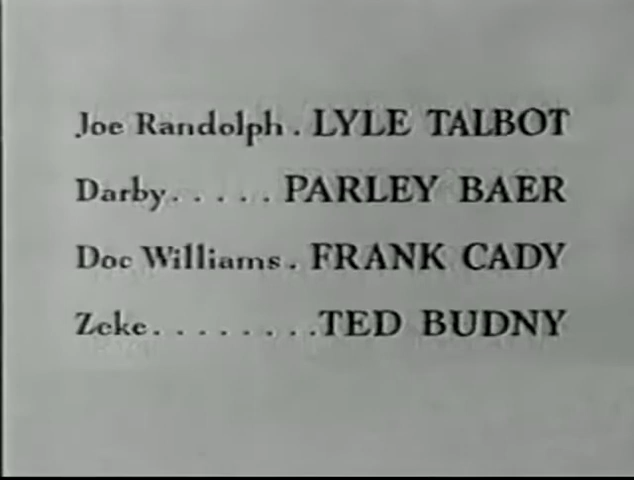 Joe Randolph . LYLE TALBOT
Darby . . . . . PARLEY BAER
Doc Williams . FRANK CADY
Zeke . . . . . . . . TED BUDNY